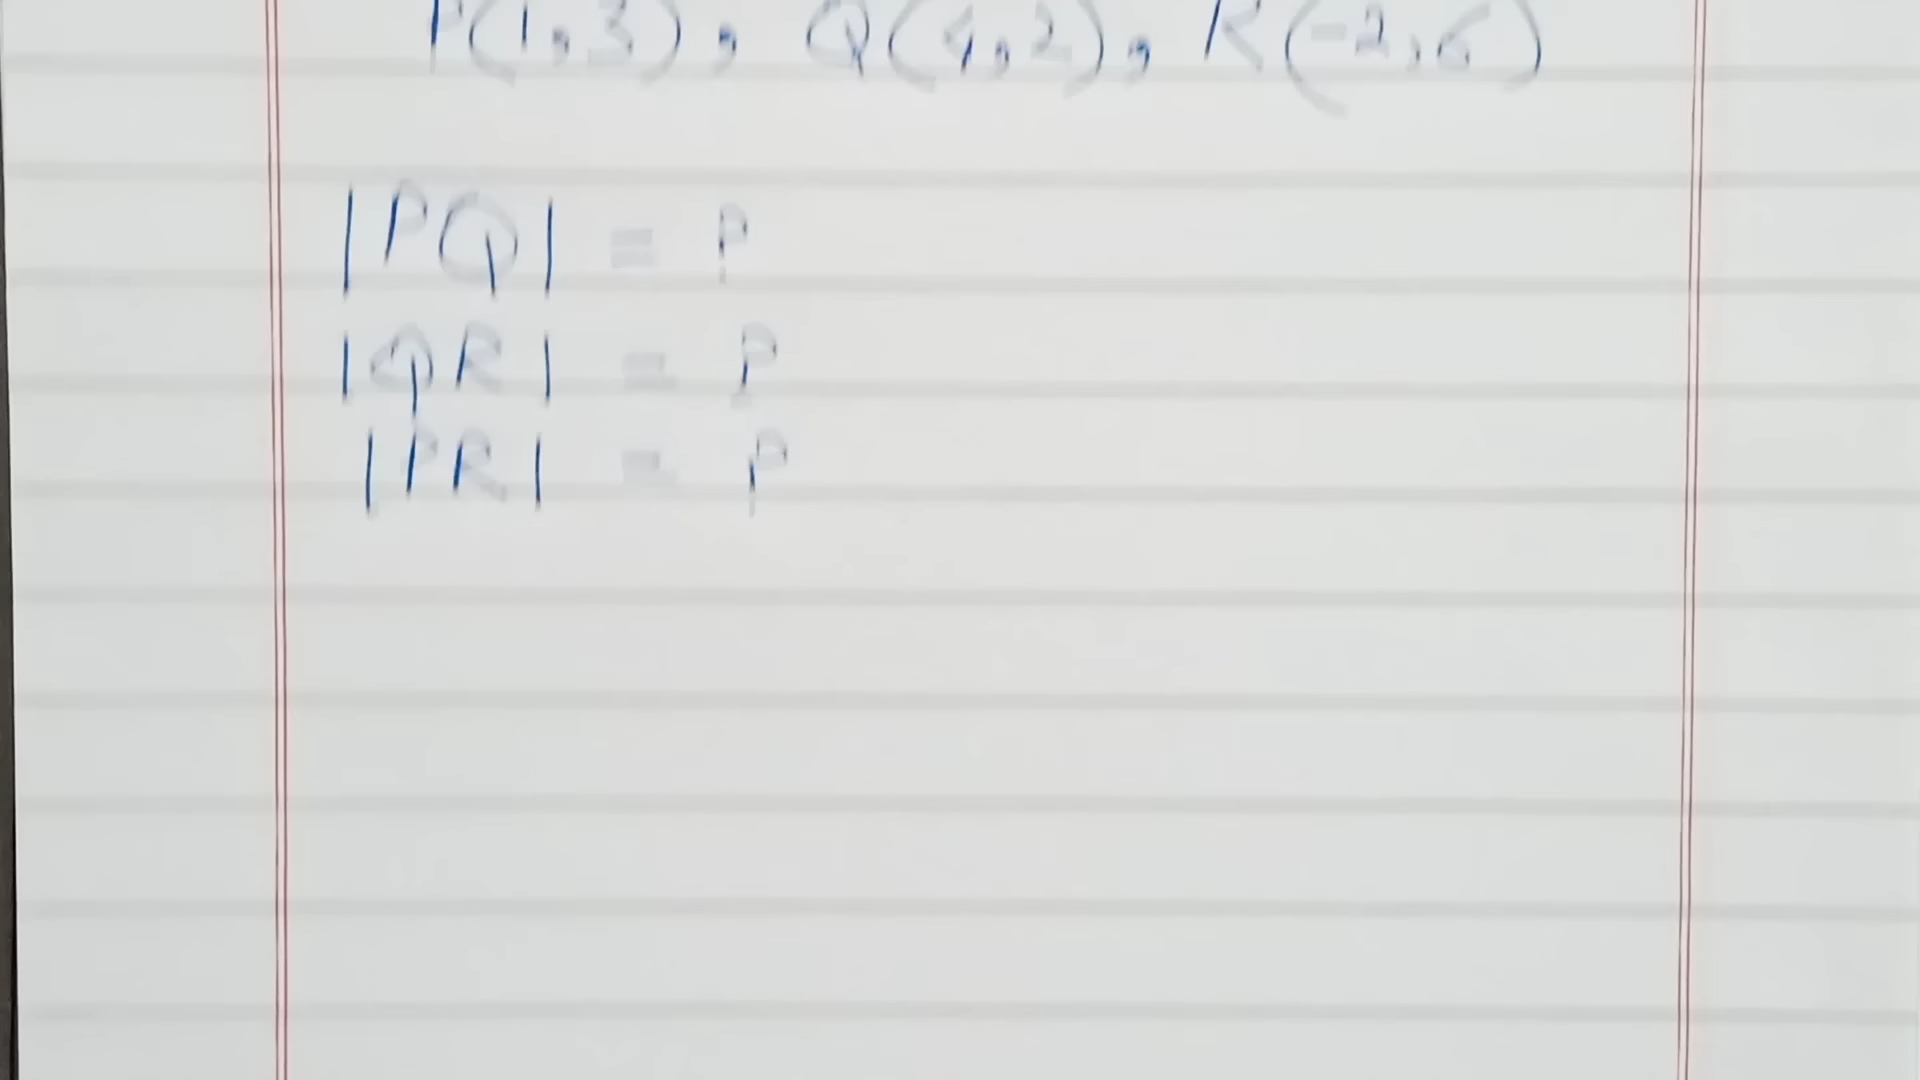 P(1,3), Q(4,2), R(-2,6)
|PQ| = ?
|QR| = ?
|PR| = ?